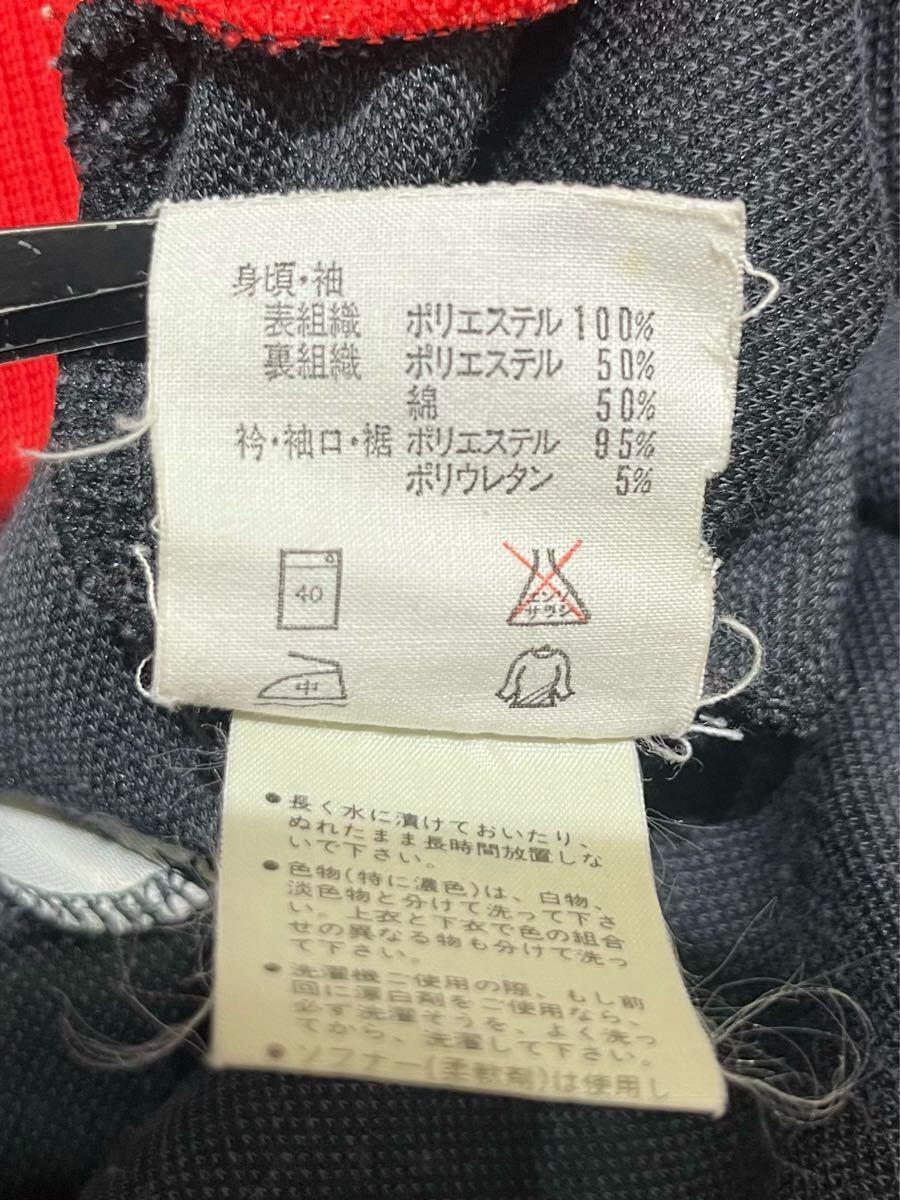 身頃・袖
表組織 ポリエステル 100%
裏組織 ポリエステル 50%
綿 50%
衿・袖口・裾 ポリエステル 95%
ポリウレタン 5%
40
エンソ
サラシ
中
●長く水に漬けておいたり、
ぬれたまま長時間放置しな
いで下さい。
●色物(特に濃色)は、白物、
淡色物と分けて洗って下さ
い。上衣と下衣で色の組合
せの異なる物も分けて洗っ
て下さい。
●洗濯機ご使用の際、もし前
回に漂白剤をご使用なら、
必ず洗濯そうを、よく洗っ
てから、洗濯して下さい。
●ソフナー(柔軟剤)は使用し